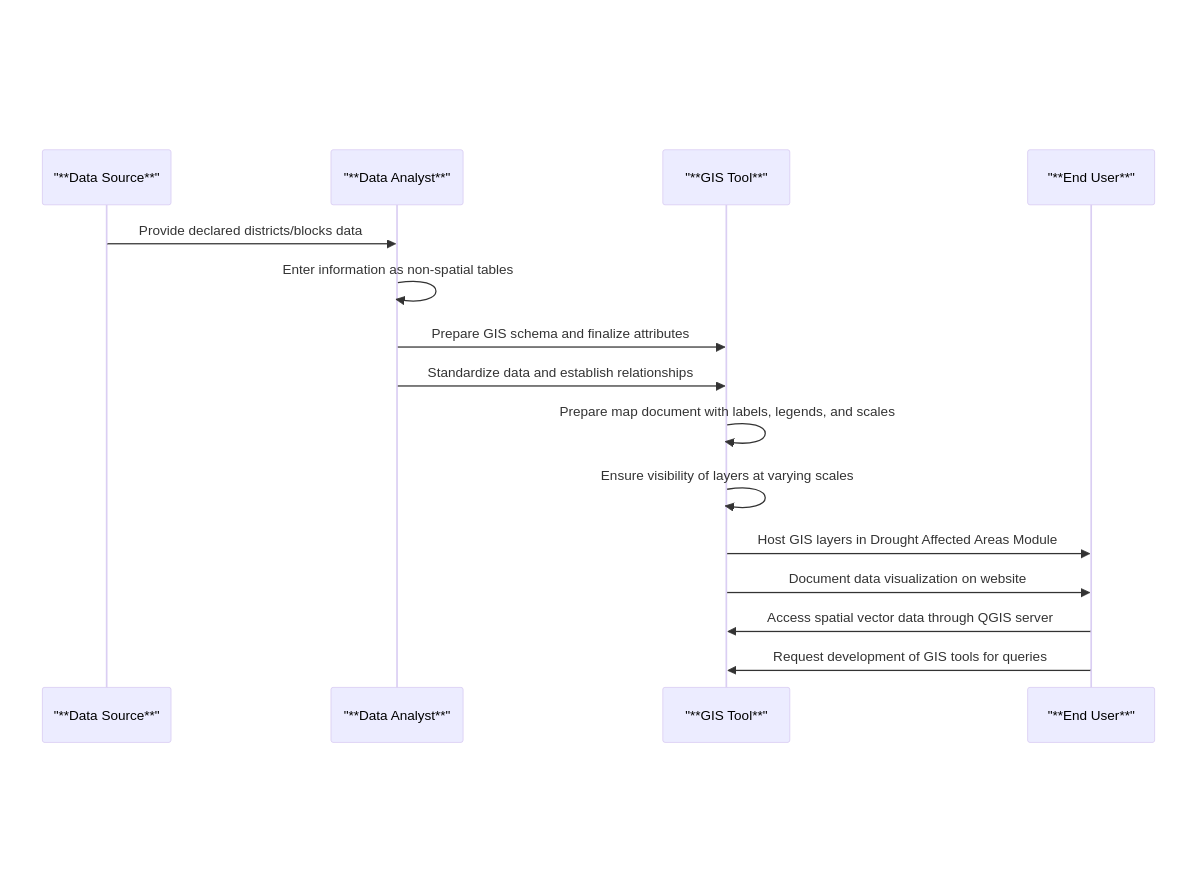 "**Data Source**"
"**Data Analyst**"
"**GIS Tool**"
"**End User**"
Provide declared districts/blocks data
Enter information as non-spatial tables
Prepare GIS schema and finalize attributes
Standardize data and establish relationships
Prepare map document with labels, legends, and scales
Ensure visibility of layers at varying scales
Host GIS layers in Drought Affected Areas Module
Document data visualization on website
Access spatial vector data through QGIS server
Request development of GIS tools for queries
"**Data Source**"
"**Data Analyst**"
"**GIS Tool**"
"**End User**"